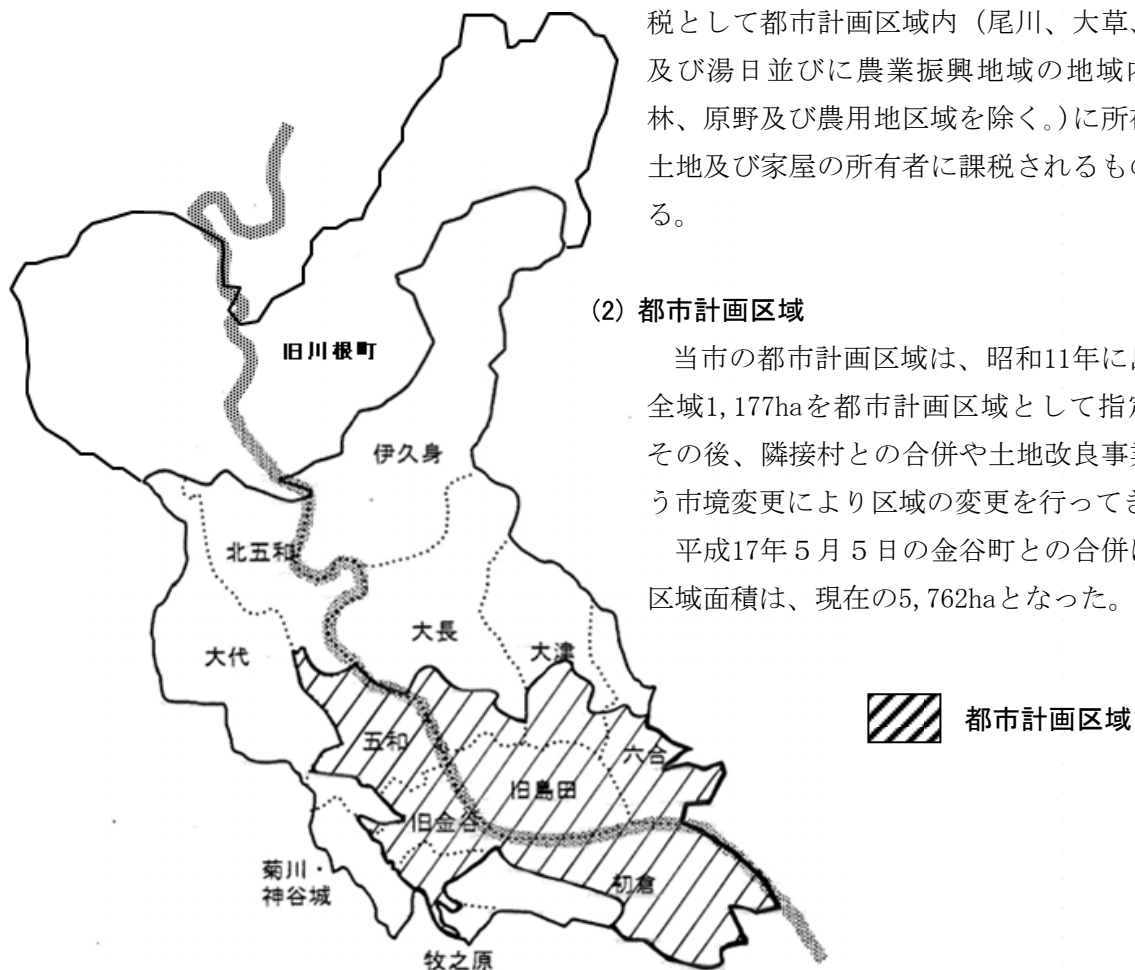 税として都市計画区域内（尾川、大草、
及び湯日並びに農業振興地域の地域内
林、原野及び農用地区域を除く。）に所在
土地及び家屋の所有者に課税されるもの
る。
(2) 都市計画区域
当市の都市計画区域は、昭和11年に
全域1,177haを都市計画区域として指定
その後、隣接村との合併や土地改良事業
う市境変更により区域の変更を行ってき
平成17年５月５日の金谷町との合併に
区域面積は、現在の5,762haとなった。
旧川根町
伊久身
北五和
大長
大代
大津
都市計画区域
五和
六合
旧島田
旧金谷
初倉
菊川・
神谷城
牧之原